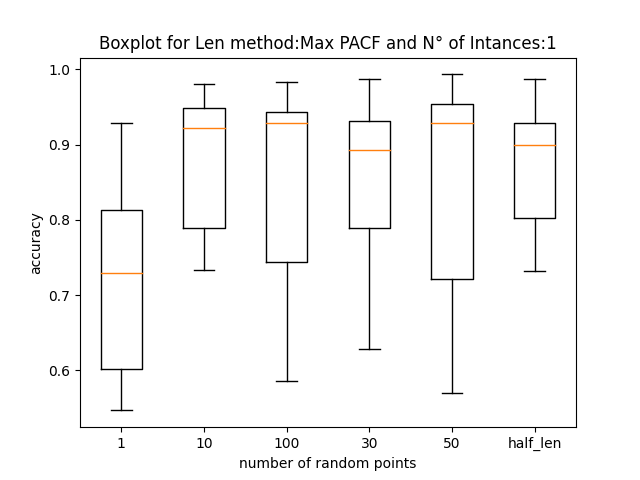 Boxplot for Len method:Max PACF and N° of Intances:1
1.0
0.9
0.8
0.7
0.6
accuracy
1 10 100 30 50 half_len
number of random points